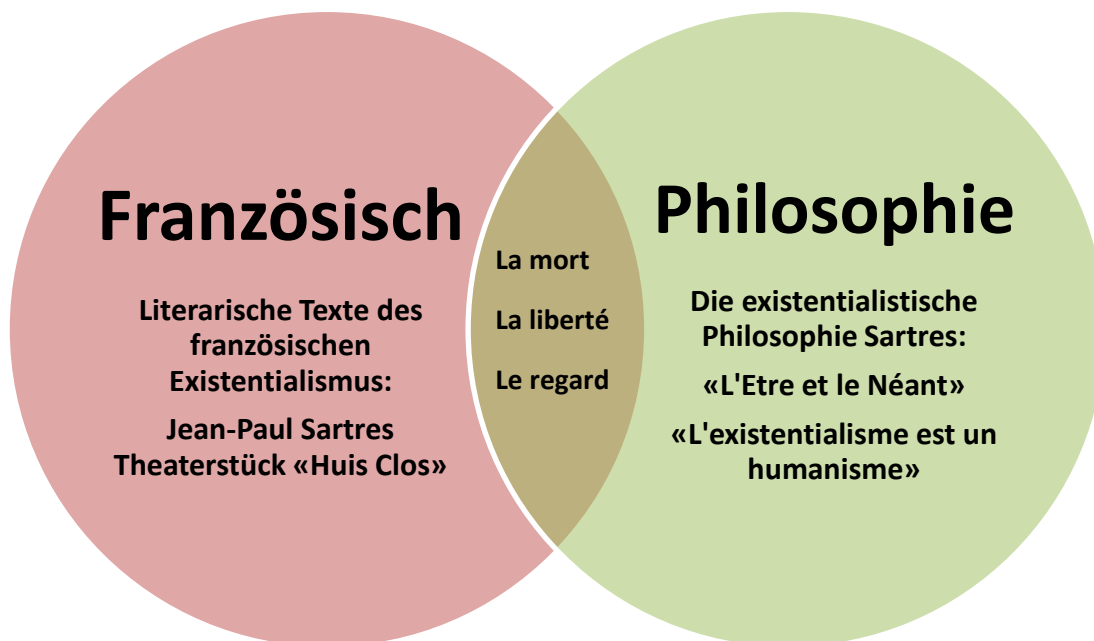 Französisch
Literarische Texte des
französischen
Existentialismus:
Jean-Paul Sartres
Theaterstück «Huis Clos»
La mort
La liberté
Le regard
Philosophie
Die existentialistische
Philosophie Sartres:
«L'Etre et le Néant»
«L'existentialisme est un
humanisme»